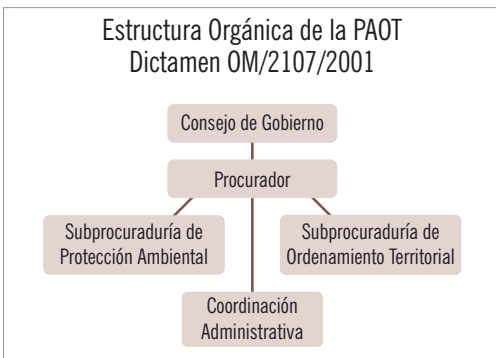 Estructura Orgánica de la PAOT
Dictamen OM/2107/2001
Consejo de Gobierno
Procurador
Subprocuraduría de
Protección Ambiental
Subprocuraduría de
Ordenamiento Territorial
Coordinación
Administrativa